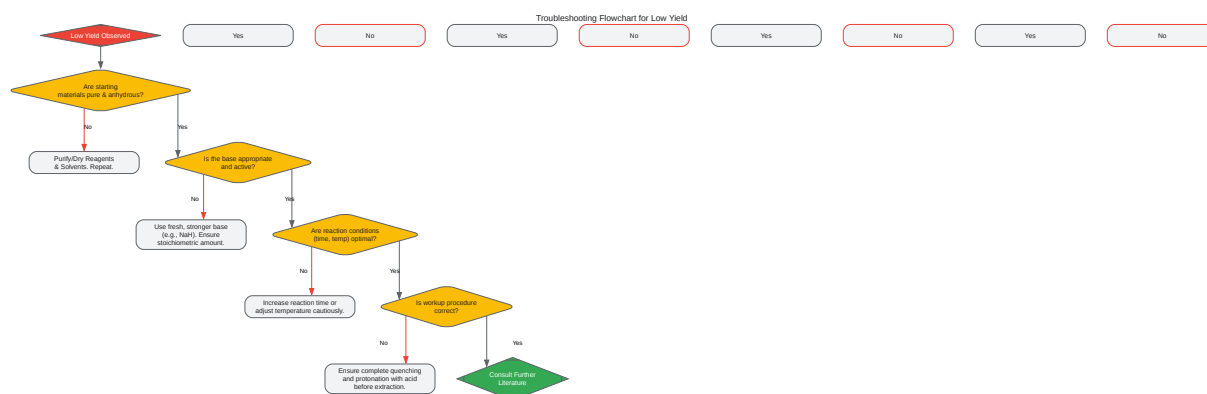 Troubleshooting Flowchart for Low Yield
Low Yield Observed
Yes
No
Yes
No
Yes
No
Yes
No
Are starting
materials pure & anhydrous?
No
Yes
Purify/Dry Reagents
& Solvents. Repeat.
Is the base appropriate
and active?
No
Yes
Use fresh, stronger base
(e.g., NaH). Ensure
stoichiometric amount.
Are reaction conditions
(time, temp) optimal?
No
Yes
Increase reaction time or
adjust temperature cautiously.
Is workup procedure
correct?
No
Yes
Ensure complete quenching
and protonation with acid
before extraction.
Consult Further
Literature